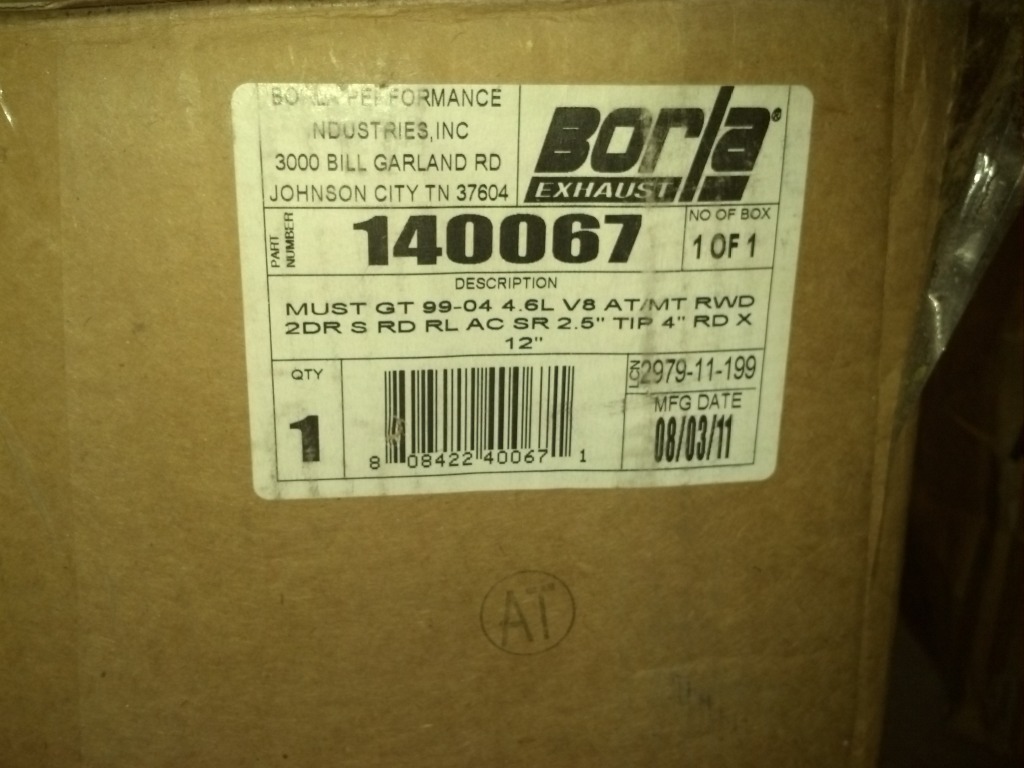 PERFORMANCE
NDUSTRIES,INC
3000 BILL GARLAND RD
JOHNSON CITY TN 37604
BORLA®
EXHAUST
PART NUMBER
140067
NO OF BOX
1 OF 1
DESCRIPTION
MUST GT 99-04 4.6L V8 AT/MT RWD
2DR S RD RL AC SR 2.5" TIP 4" RD X
12"
QTY
1
8 08422 40067 1
LCN 2979-11-199
MFG DATE
08/03/11
AT